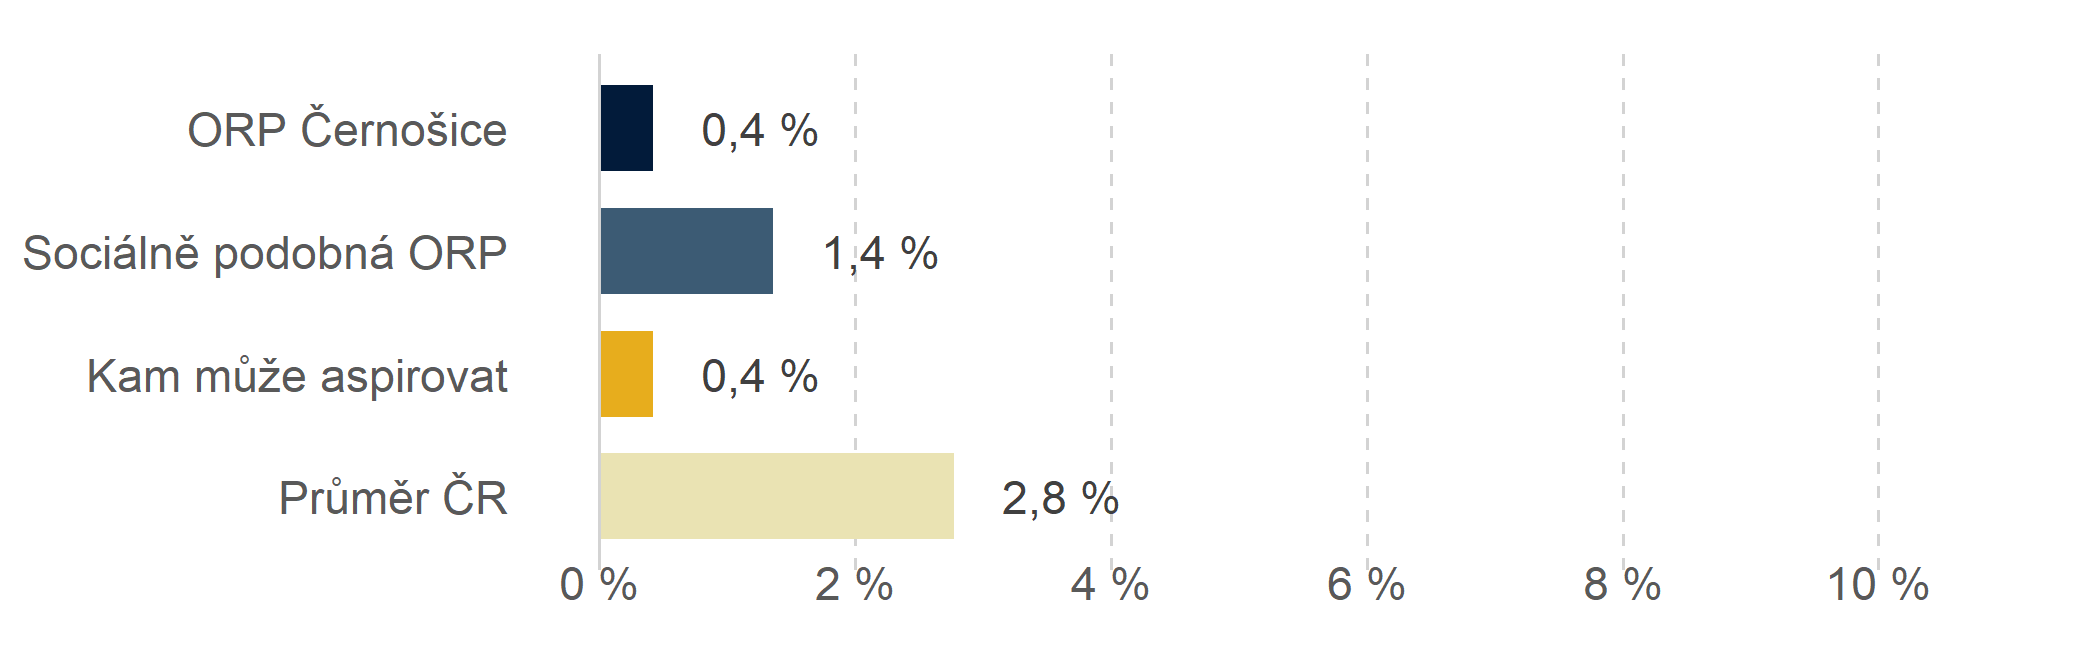 ORP Černošice 0,4 %
Sociálně podobná ORP 1,4 %
Kam může aspirovat 0,4 %
Průměr ČR 2,8 %
0 % 2 % 4 % 6 % 8 % 10 %